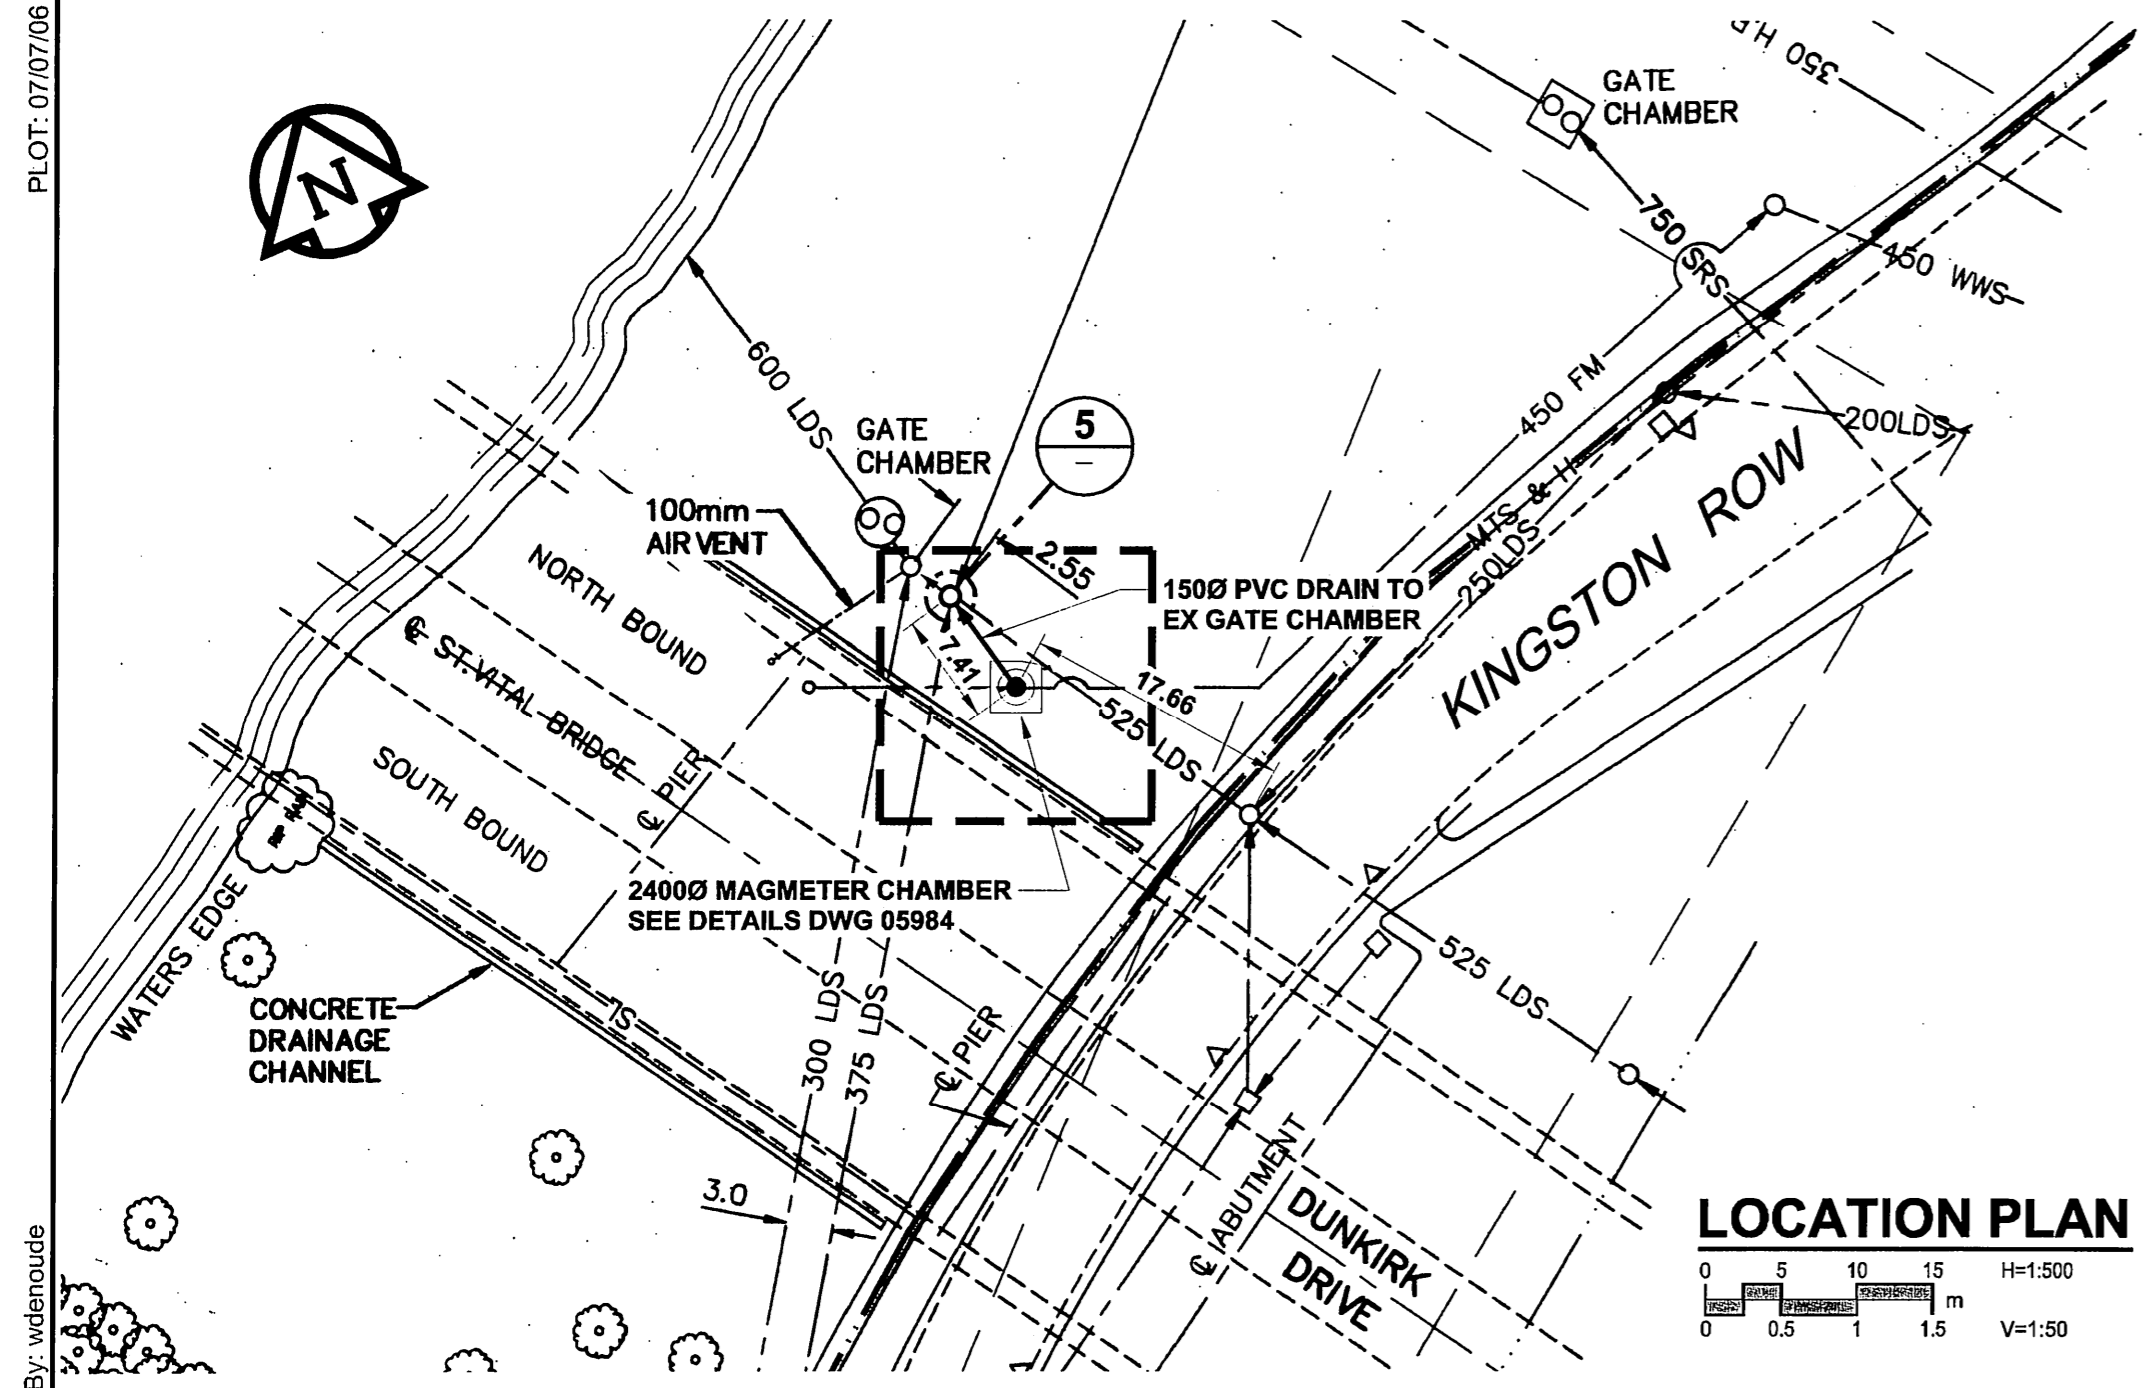 PLOT: 07/07/06
By: wdenoude
N
GATE
CHAMBER
750 SRS
450 WWS
350 H.P.
600 LDS
GATE
CHAMBER
5
–
100mm
AIR VENT
2.55
450 FM
200LDS
MTS & H
250LDS
KINGSTON ROW
150Ø PVC DRAIN TO
EX GATE CHAMBER
NORTH BOUND
7.41
17.66
525 LDS
℄ ST.VITAL BRIDGE
SOUTH BOUND
℄ PIER
RIP RAP
2400Ø MAGMETER CHAMBER
SEE DETAILS DWG 05984
WATERS EDGE
CONCRETE
DRAINAGE
CHANNEL
SL
300 LDS
375 LDS
℄ PIER
525 LDS
3.0
℄ ABUTMENT
DUNKIRK
DRIVE
LOCATION PLAN
0 5 10 15 H=1:500
m
0 0.5 1 1.5 V=1:50